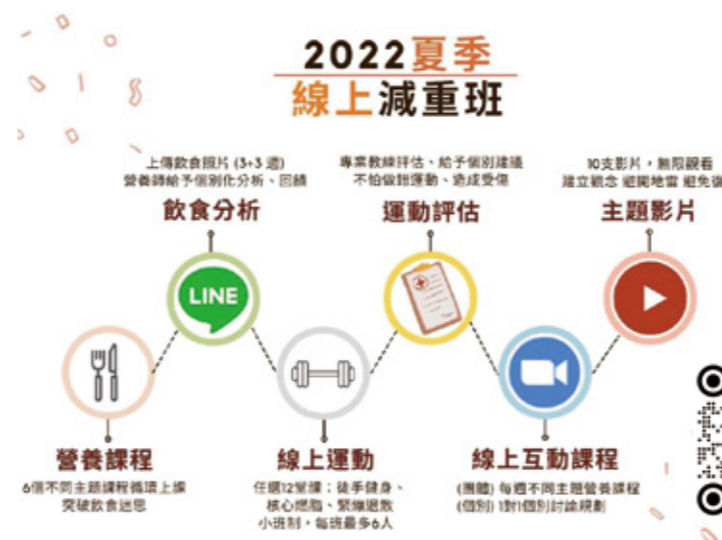 2022夏季
線上減重班
上傳飲食照片 (3+3 週)
營養師給予個別化分析、回饋
飲食分析
LINE
專業教練評估、給予個別建議
不怕做錯運動、造成受傷
運動評估
10支影片,無限觀看
建立觀念 避開地雷 避免復
主題影片
營養課程
6個不同主題課程循環上課
突破飲食迷思
線上運動
任選12堂課:徒手健身、
核心燃脂、緊繃退散
小班制,每班最多6人
線上互動課程
(團體) 每週不同主題營養課程
(個別) 1對1個別討論規劃